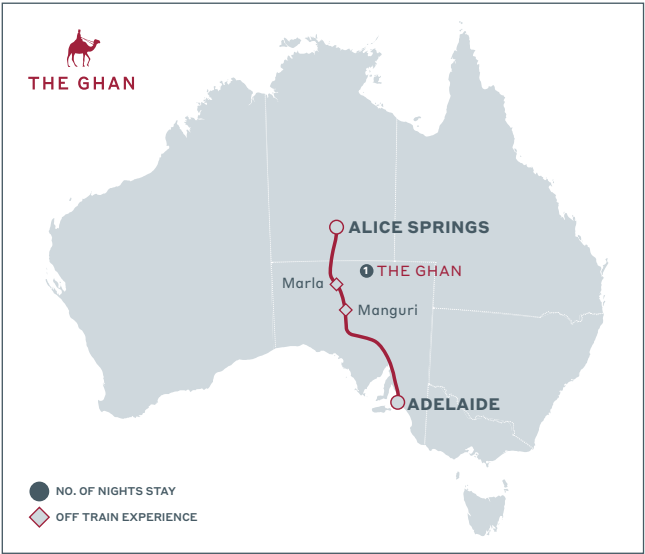 THE GHAN
ALICE SPRINGS
1 THE GHAN
Marla
Manguri
ADELAIDE
NO. OF NIGHTS STAY
OFF TRAIN EXPERIENCE